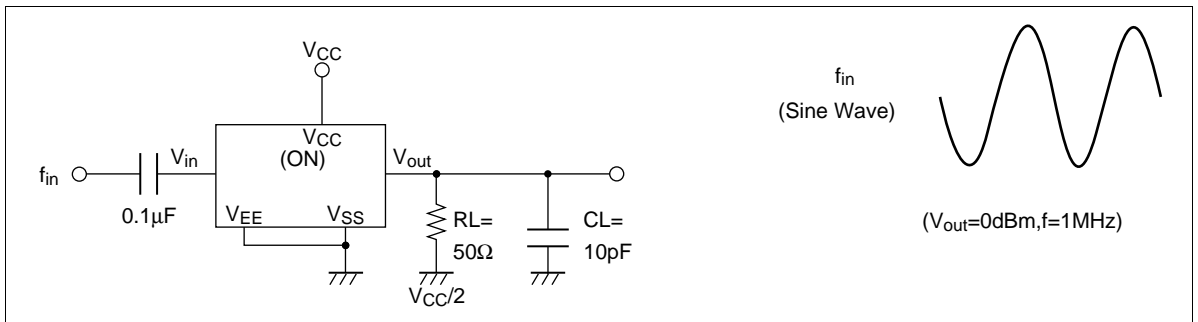 VCC
VCC
(ON)
fin
0.1µF
Vin
Vout
VEE
VSS
RL=
50Ω
VCC/2
CL=
10pF
fin
(Sine Wave)
(Vout=0dBm,f=1MHz)